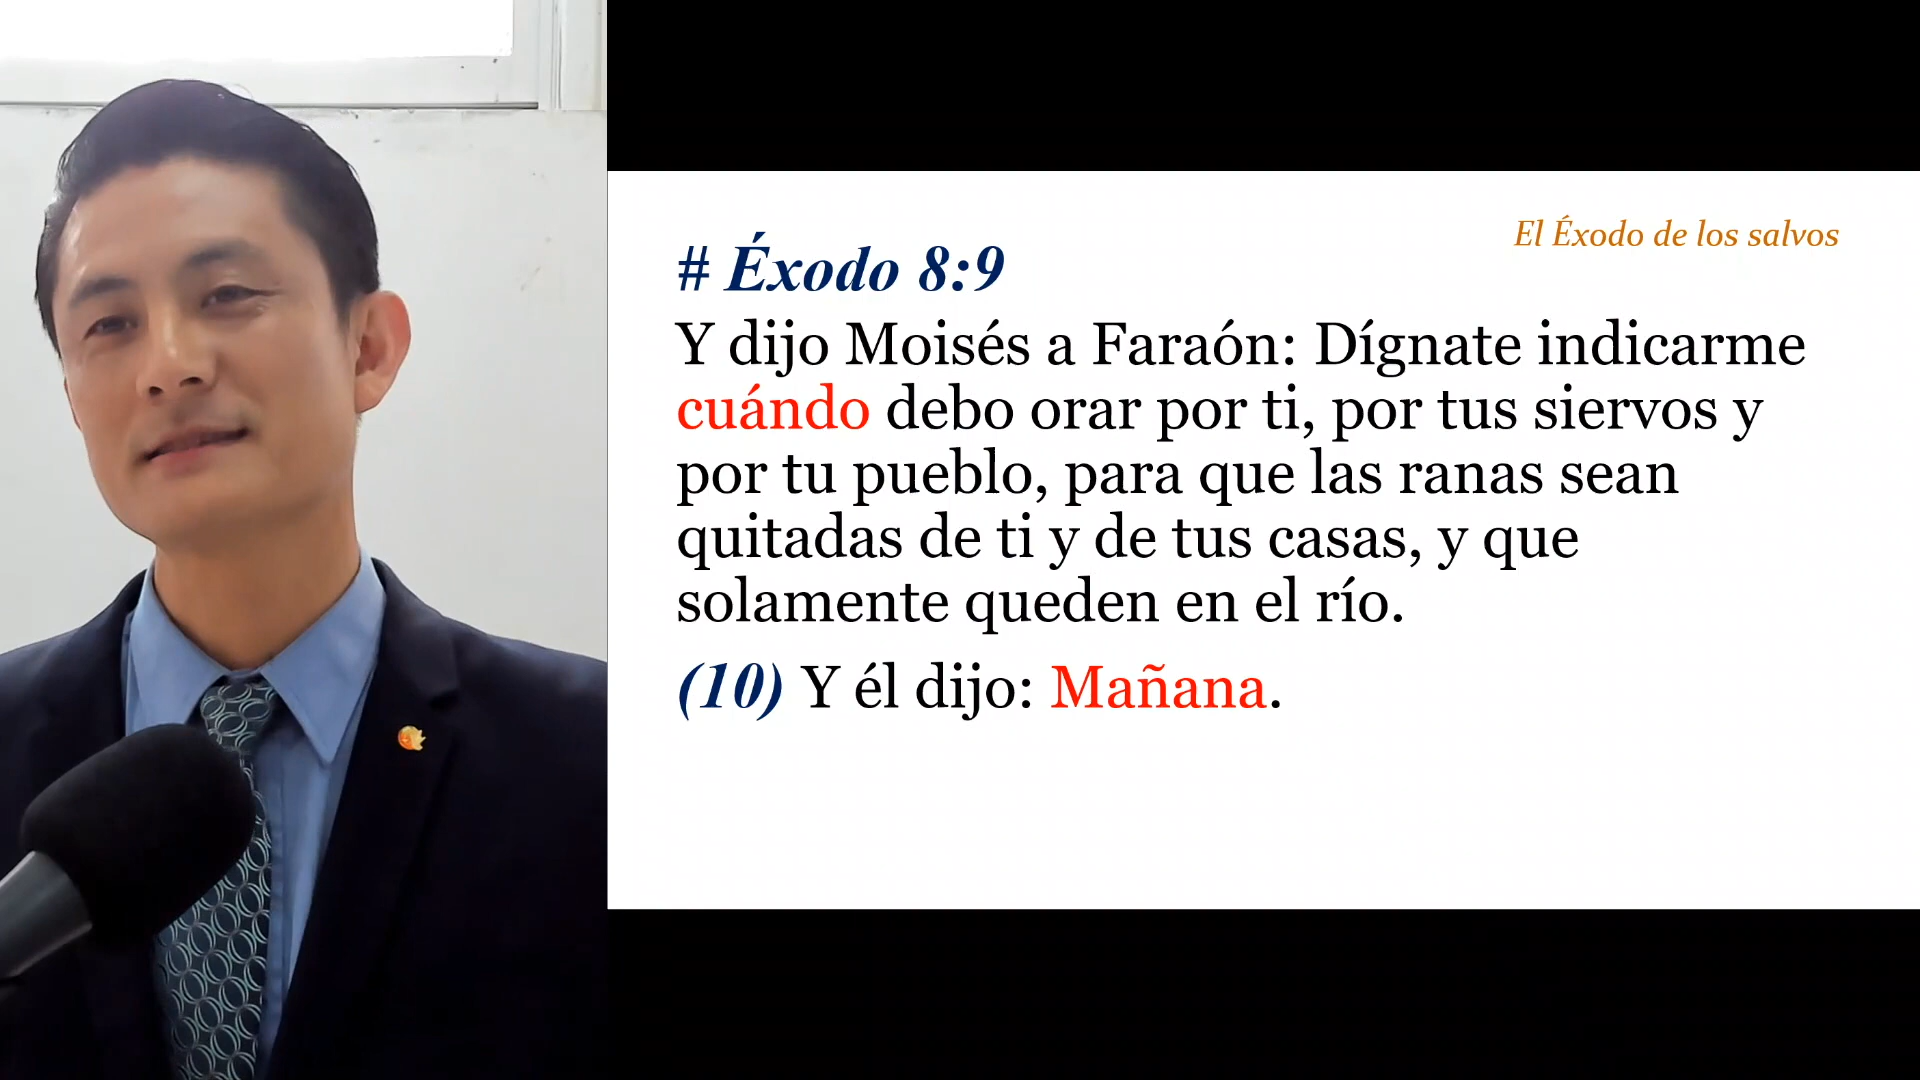 El Éxodo de los salvos
# Éxodo 8:9
Y dijo Moisés a Faraón: Dígnate indicarme
cuándo debo orar por ti, por tus siervos y
por tu pueblo, para que las ranas sean
quitadas de ti y de tus casas, y que
solamente queden en el río.
(10) Y él dijo: Mañana.